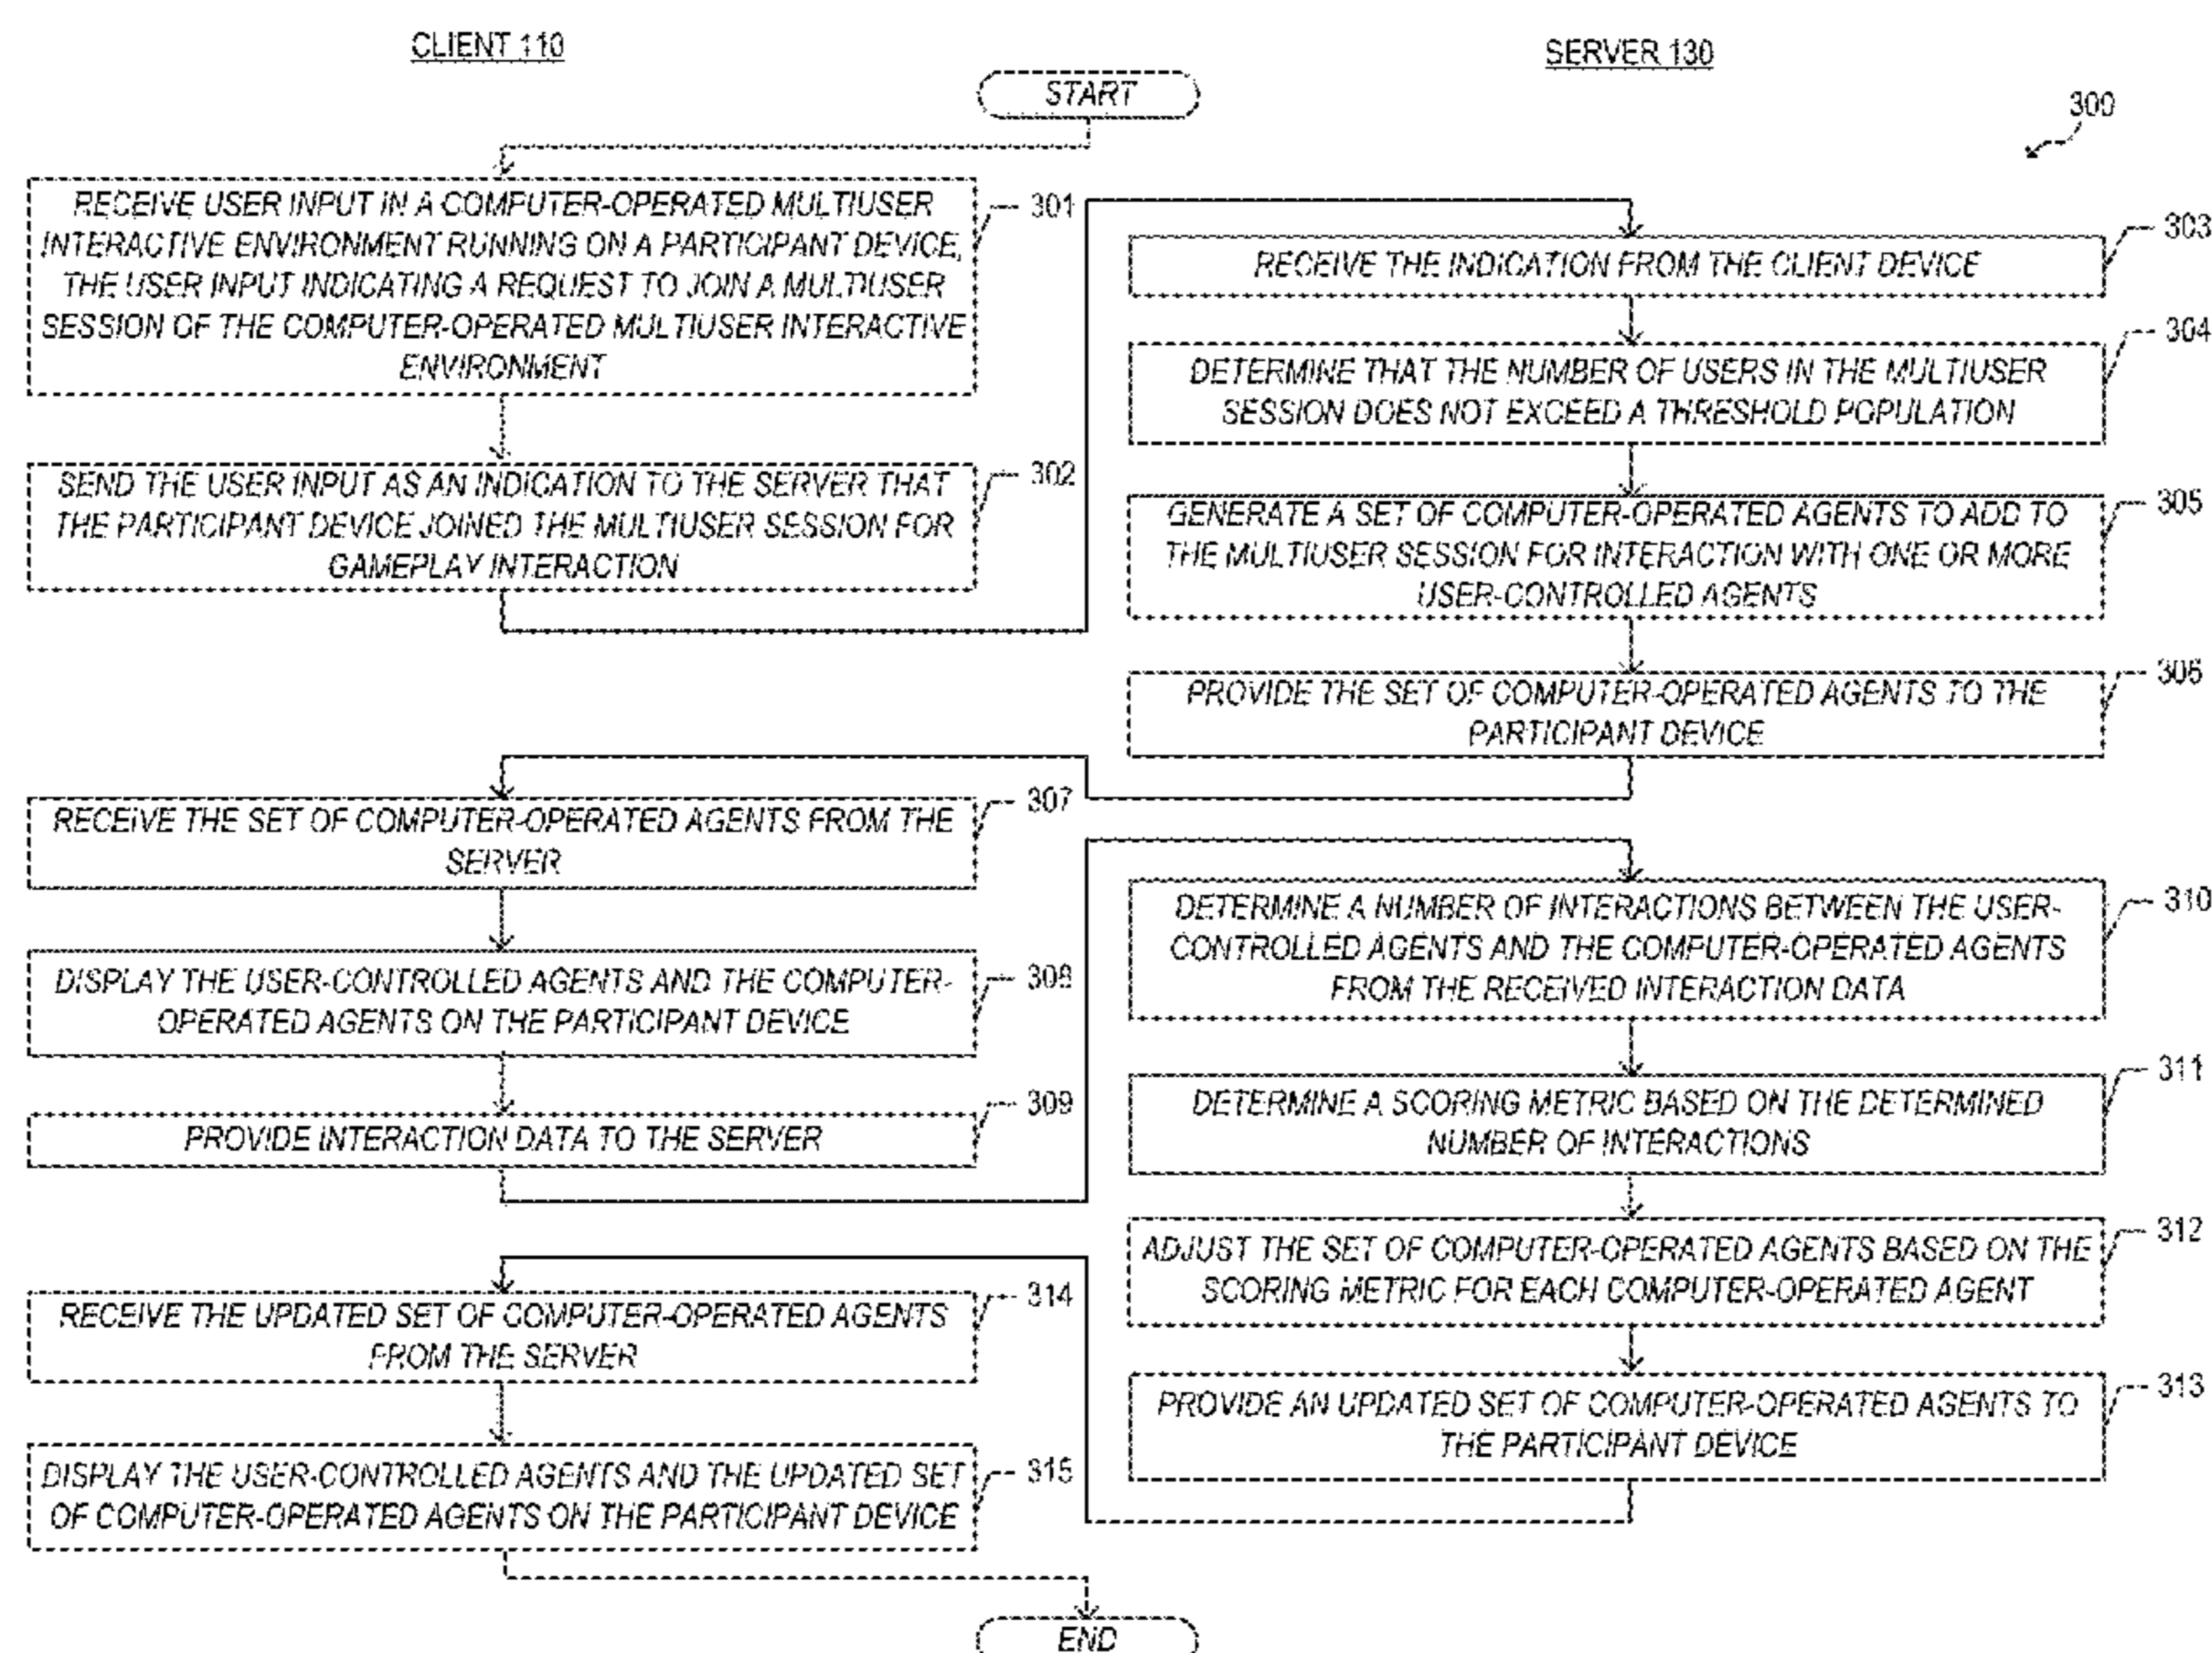 CLIENT 110
SERVER 130
START
300
RECEIVE USER INPUT IN A COMPUTER-OPERATED MULTIUSER
INTERACTIVE ENVIRONMENT RUNNING ON A PARTICIPANT DEVICE,
THE USER INPUT INDICATING A REQUEST TO JOIN A MULTIUSER
SESSION OF THE COMPUTER-OPERATED MULTIUSER INTERACTIVE
ENVIRONMENT
301
SEND THE USER INPUT AS AN INDICATION TO THE SERVER THAT
THE PARTICIPANT DEVICE JOINED THE MULTIUSER SESSION FOR
GAMEPLAY INTERACTION
302
RECEIVE THE INDICATION FROM THE CLIENT DEVICE
303
DETERMINE THAT THE NUMBER OF USERS IN THE MULTIUSER
SESSION DOES NOT EXCEED A THRESHOLD POPULATION
304
GENERATE A SET OF COMPUTER-OPERATED AGENTS TO ADD TO
THE MULTIUSER SESSION FOR INTERACTION WITH ONE OR MORE
USER-CONTROLLED AGENTS
305
PROVIDE THE SET OF COMPUTER-OPERATED AGENTS TO THE
PARTICIPANT DEVICE
306
RECEIVE THE SET OF COMPUTER-OPERATED AGENTS FROM THE
SERVER
307
DISPLAY THE USER-CONTROLLED AGENTS AND THE COMPUTER-
OPERATED AGENTS ON THE PARTICIPANT DEVICE
308
PROVIDE INTERACTION DATA TO THE SERVER
309
DETERMINE A NUMBER OF INTERACTIONS BETWEEN THE USER-
CONTROLLED AGENTS AND THE COMPUTER-OPERATED AGENTS
FROM THE RECEIVED INTERACTION DATA
310
DETERMINE A SCORING METRIC BASED ON THE DETERMINED
NUMBER OF INTERACTIONS
311
ADJUST THE SET OF COMPUTER-OPERATED AGENTS BASED ON THE
SCORING METRIC FOR EACH COMPUTER-OPERATED AGENT
312
PROVIDE AN UPDATED SET OF COMPUTER-OPERATED AGENTS TO
THE PARTICIPANT DEVICE
313
RECEIVE THE UPDATED SET OF COMPUTER-OPERATED AGENTS
FROM THE SERVER
314
DISPLAY THE USER-CONTROLLED AGENTS AND THE UPDATED SET
OF COMPUTER-OPERATED AGENTS ON THE PARTICIPANT DEVICE
315
END